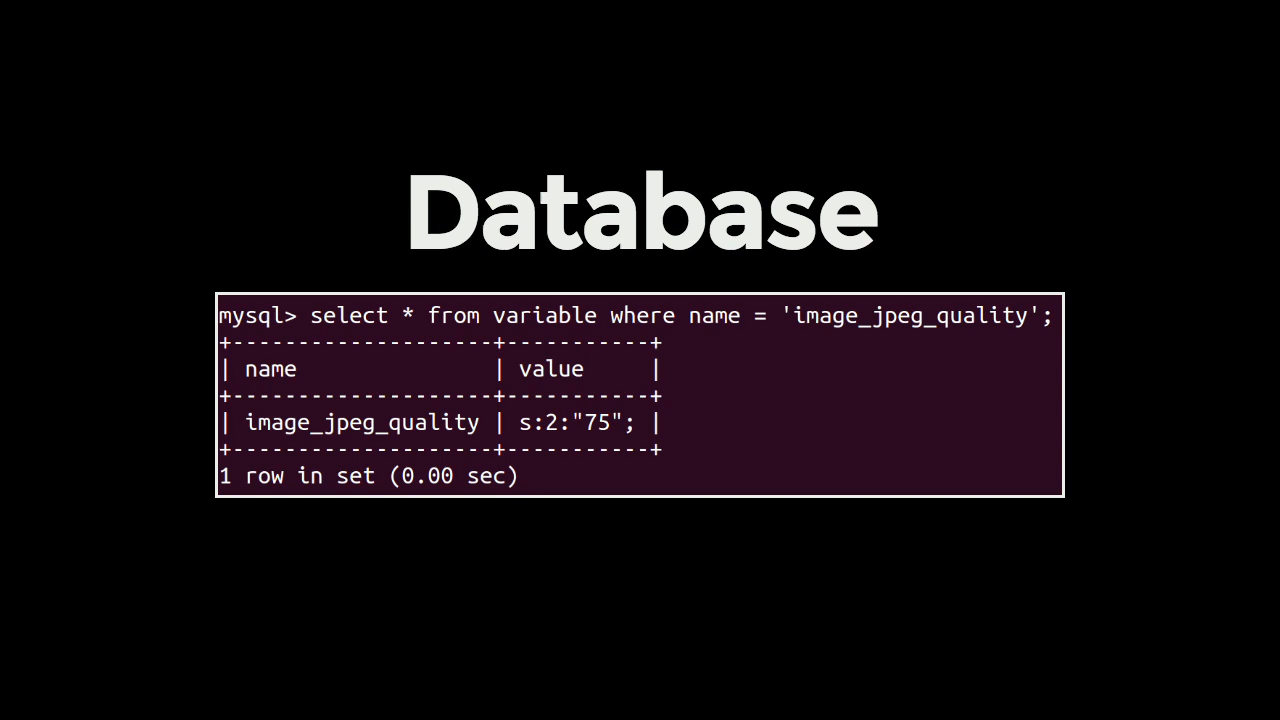 Database
mysql> select * from variable where name = 'image_jpeg_quality';
+--------------------+-----------+
| name               | value     |
+--------------------+-----------+
| image_jpeg_quality | s:2:"75"; |
+--------------------+-----------+
1 row in set (0.00 sec)